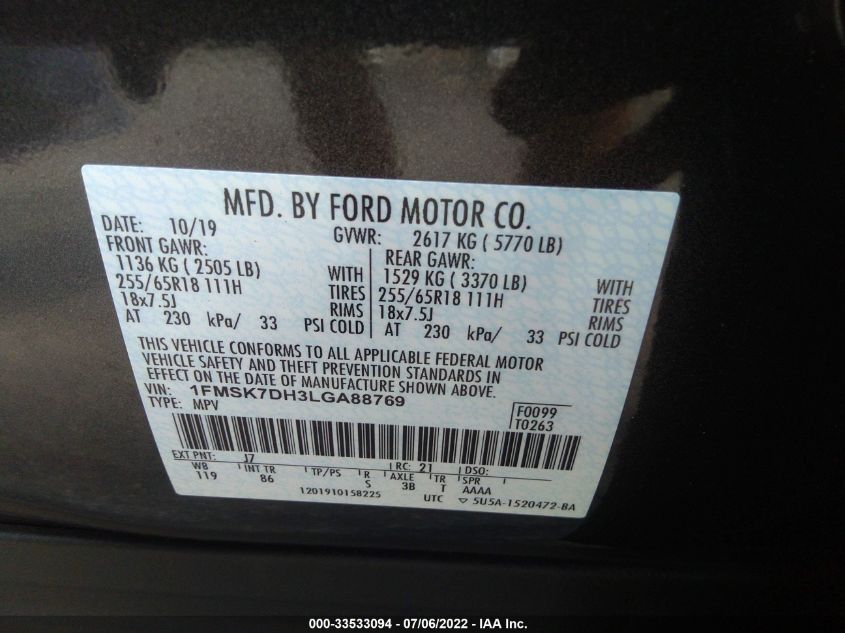 MFD. BY FORD MOTOR CO.
DATE: 10/19 GVWR: 2617 KG ( 5770 LB)
FRONT GAWR: REAR GAWR:
1136 KG ( 2505 LB) WITH 1529 KG ( 3370 LB) WITH
255/65R18 111H TIRES 255/65R18 111H TIRES
18x7.5J RIMS 18x7.5J RIMS
AT 230 kPa/ 33 PSI COLD AT 230 kPa/ 33 PSI COLD
THIS VEHICLE CONFORMS TO ALL APPLICABLE FEDERAL MOTOR
VEHICLE SAFETY AND THEFT PREVENTION STANDARDS IN
EFFECT ON THE DATE OF MANUFACTURE SHOWN ABOVE.
VIN: 1FMSK7DH3LGA88769
TYPE: MPV
F0099
T0263
EXT PNT: J7 RC: 21 DSO:
WB INT TR TP/PS R AXLE TR SPR
119 86 S 3B T AAAA
1201910158225 UTC ▽ 5U5A-1520472-BA
000-33533094 - 07/06/2022 - IAA Inc.